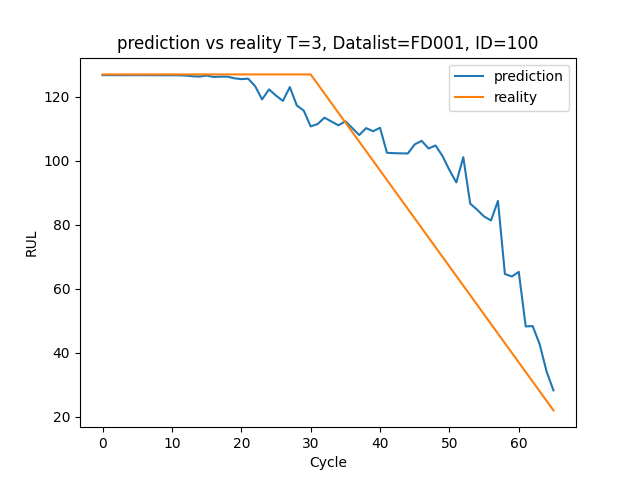 prediction vs reality T=3, Datalist=FD001, ID=100
prediction
reality
RUL
120
100
80
60
40
20
0 10 20 30 40 50 60
Cycle